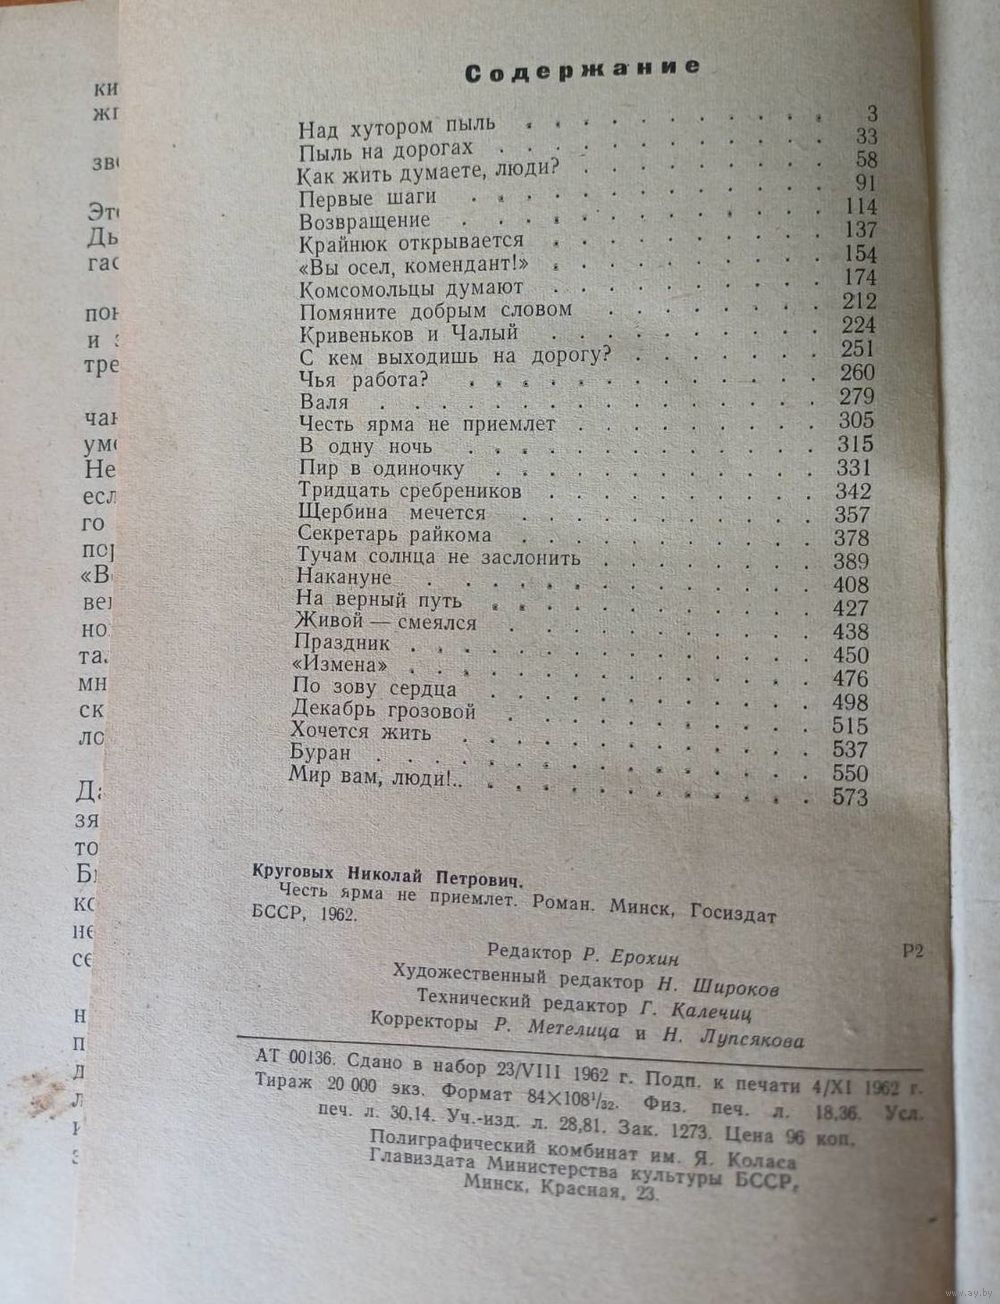 Содержание
Над хутором пыль . . . . . . . . . . . 3
Пыль на дорогах . . . . . . . . . . . 33
Как жить думаете, люди? . . . . . . . . . 58
Первые шаги . . . . . . . . . . . . 91
Возвращение . . . . . . . . . . . . 114
Крайнюк открывается . . . . . . . . . . 137
«Вы осел, комендант!» . . . . . . . . . . 154
Комсомольцы думают . . . . . . . . . . 174
Помяните добрым словом . . . . . . . . 212
Кривеньков и Чалый . . . . . . . . . . 224
С кем выходишь на дорогу? . . . . . . . 251
Чья работа? . . . . . . . . . . . . 260
Валя . . . . . . . . . . . . . . . 279
Честь ярма не приемлет . . . . . . . . . 305
В одну ночь . . . . . . . . . . . . 315
Пир в одиночку . . . . . . . . . . . 331
Тридцать сребреников . . . . . . . . . . 342
Щербина мечется . . . . . . . . . . . 357
Секретарь райкома . . . . . . . . . . . 378
Тучам солнца не заслонить . . . . . . . . 389
Накануне . . . . . . . . . . . . . 408
На верный путь . . . . . . . . . . . 427
Живой — смеялся . . . . . . . . . . . 438
Праздник . . . . . . . . . . . . . 450
«Измена» . . . . . . . . . . . . . 476
По зову сердца . . . . . . . . . . . 498
Декабрь грозовой . . . . . . . . . . . 515
Хочется жить . . . . . . . . . . . . 537
Буран . . . . . . . . . . . . . . 550
Мир вам, люди!.. . . . . . . . . . . . 573
Круговых Николай Петрович.
Честь ярма не приемлет. Роман. Минск, Госиздат
БССР, 1962.
Р2
Редактор Р. Ерохин
Художественный редактор Н. Широков
Технический редактор Г. Калечиц
Корректоры Р. Метелица и Н. Лупсякова
АТ 00136. Сдано в набор 23/VIII 1962 г. Подп. к печати 4/XI 1962 г.
Тираж 20 000 экз. Формат 84×108¹/₃₂. Физ. печ. л. 18,36. Усл.
печ. л. 30,14. Уч.-изд. л. 28,81. Зак. 1273. Цена 96 коп.
Полиграфический комбинат им. Я. Коласа
Главиздата Министерства культуры БССР,
Минск, Красная, 23.
www.ay.by